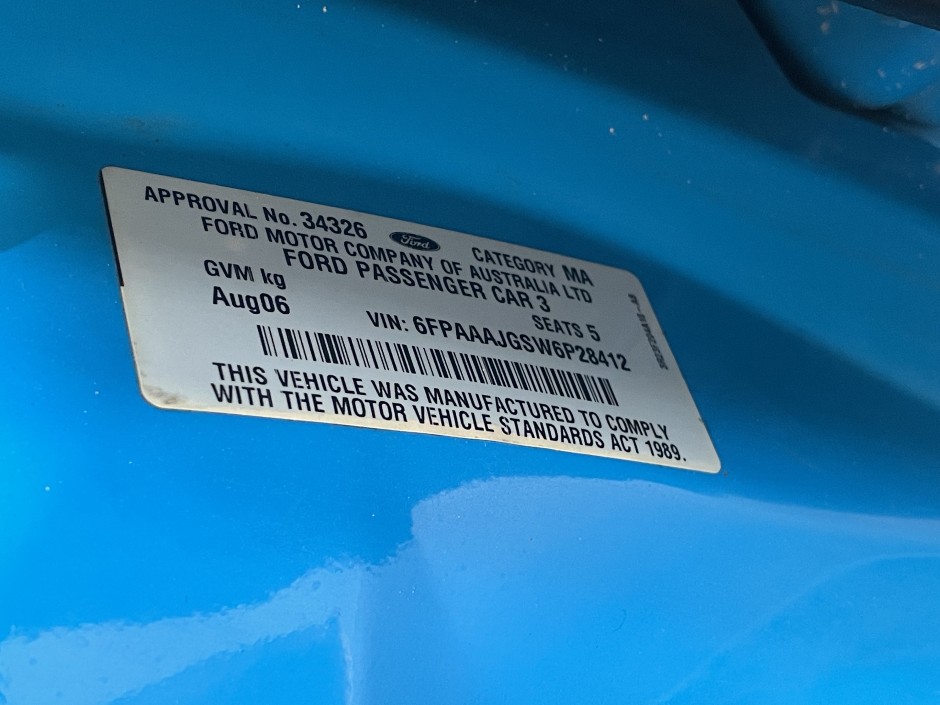 APPROVAL No. 34326 Ford CATEGORY MA
FORD MOTOR COMPANY OF AUSTRALIA LTD
FORD PASSENGER CAR 3
GVM kg SEATS 5
Aug06 VIN: 6FPAAAJGSW6P28412
THIS VEHICLE WAS MANUFACTURED TO COMPLY
WITH THE MOTOR VEHICLE STANDARDS ACT 1989.